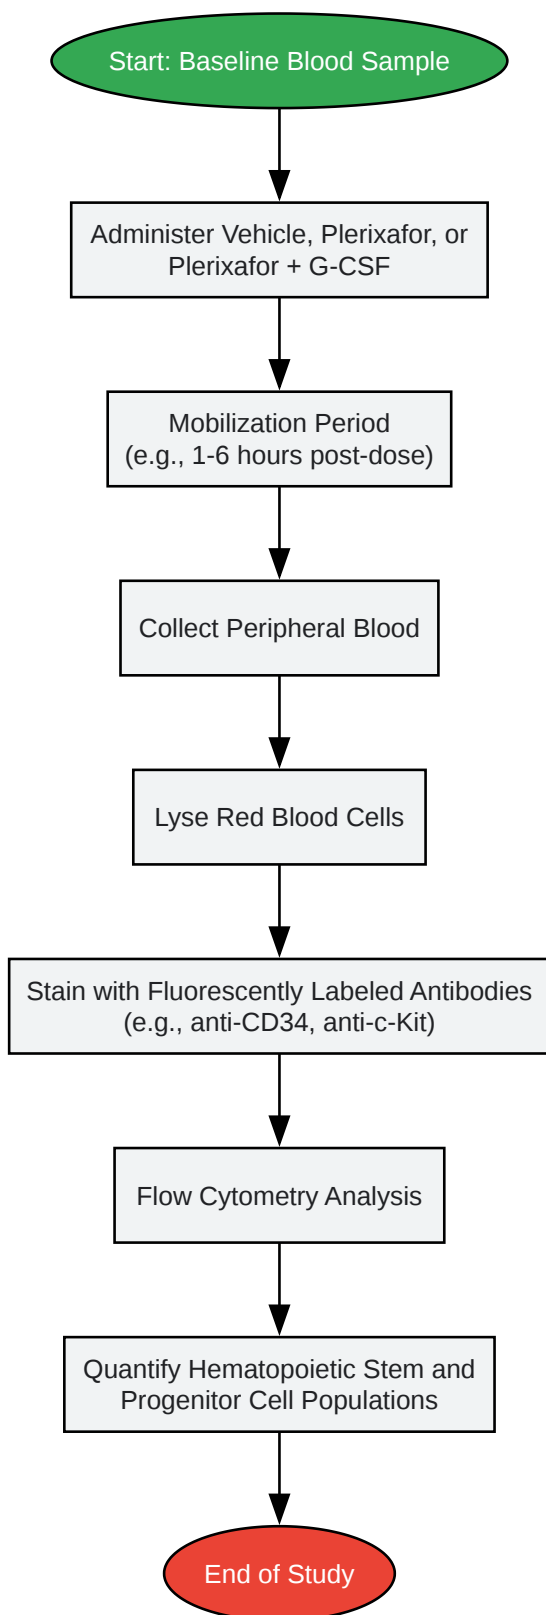 Start: Baseline Blood Sample
Administer Vehicle, Plerixafor, or
Plerixafor + G-CSF
Mobilization Period
(e.g., 1-6 hours post-dose)
Collect Peripheral Blood
Lyse Red Blood Cells
Stain with Fluorescently Labeled Antibodies
(e.g., anti-CD34, anti-c-Kit)
Flow Cytometry Analysis
Quantify Hematopoietic Stem and
Progenitor Cell Populations
End of Study